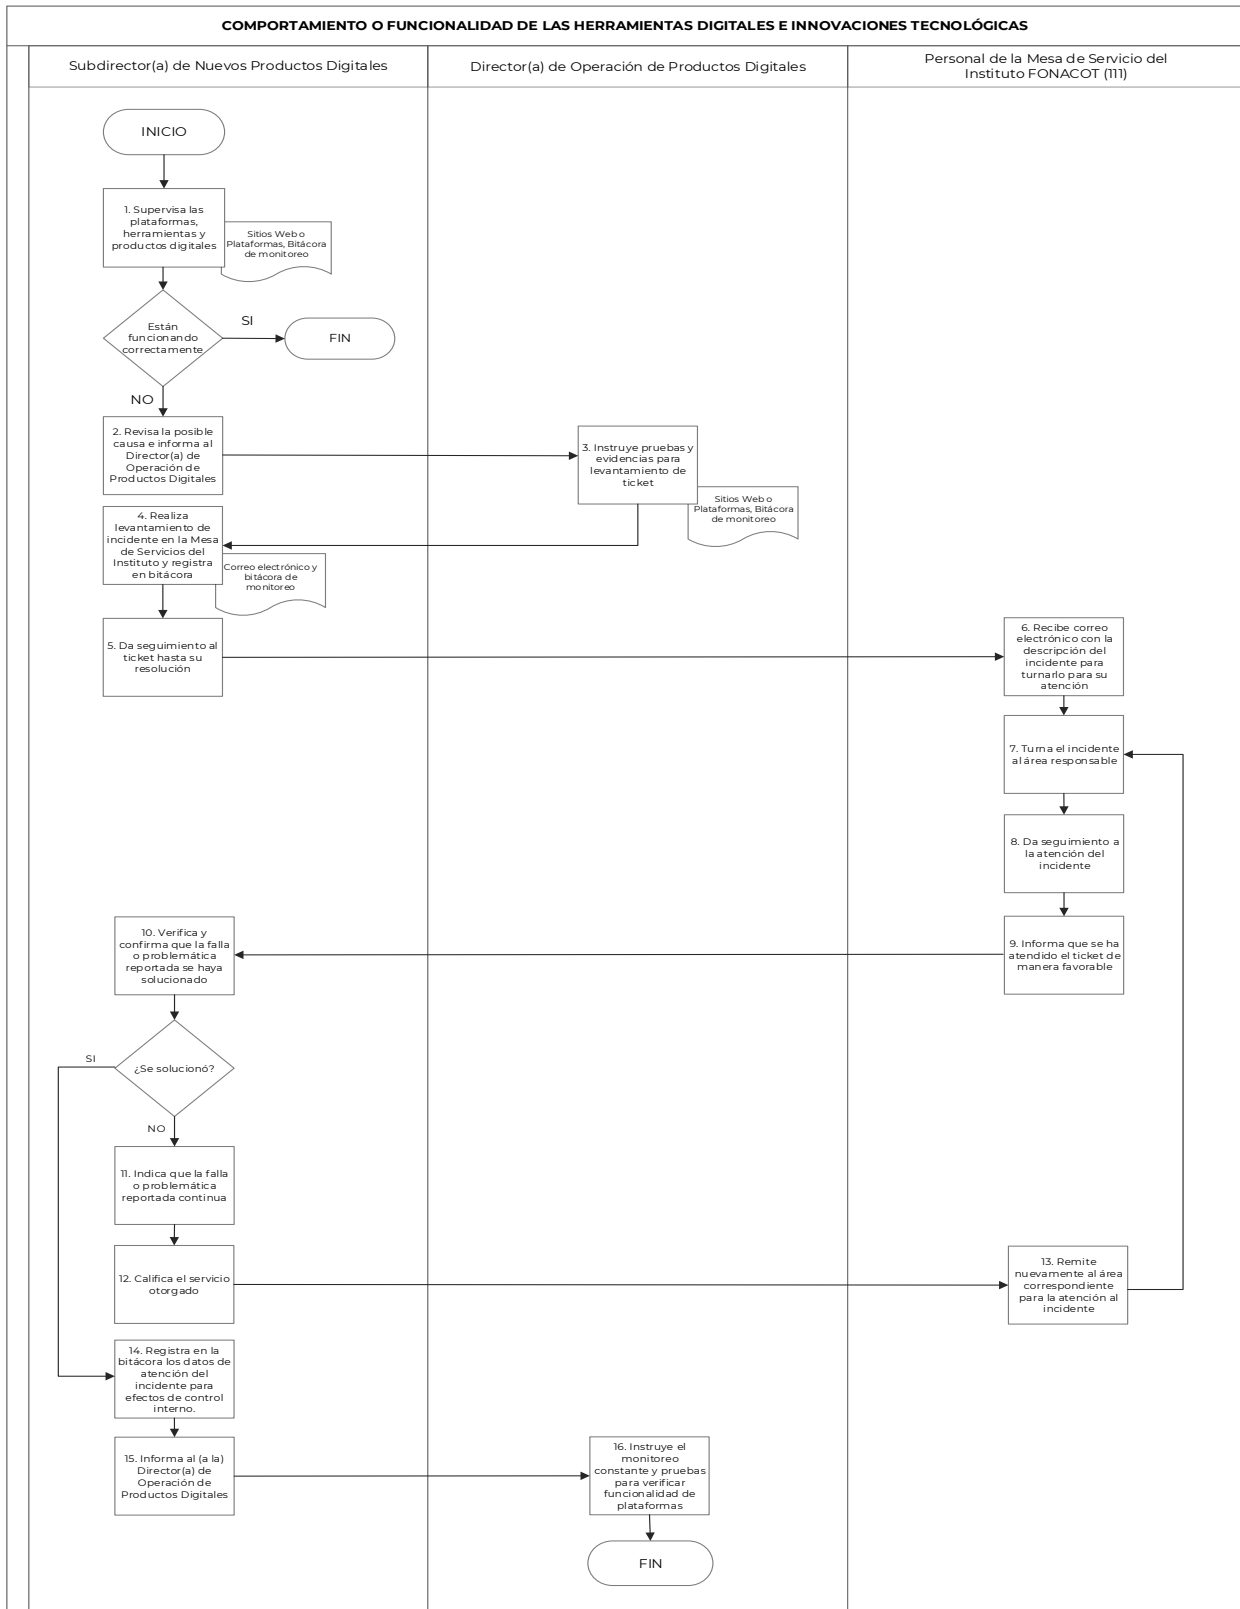 COMPORTAMIENTO O FUNCIONALIDAD DE LAS HERRAMIENTAS DIGITALES E INNOVACIONES TECNOLÓGICAS
Subdirector(a) de Nuevos Productos Digitales
Director(a) de Operación de Productos Digitales
Personal de la Mesa de Servicio del
Instituto FONACOT (111)
INICIO
1. Supervisa las
plataformas,
herramientas y
productos digitales
Sitios Web o
Plataformas, Bitácora
de monitoreo
Están
funcionando
correctamente
SI
FIN
NO
2. Revisa la posible
causa e informa al
Director(a) de
Operación de
Productos Digitales
3. Instruye pruebas y
evidencias para
levantamiento de
ticket
Sitios Web o
Plataformas, Bitácora
de monitoreo
4. Realiza
levantamiento de
incidente en la Mesa
de Servicios del
Instituto y registra
en bitácora
Correo electrónico y
bitácora de
monitoreo
5. Da seguimiento al
ticket hasta su
resolución
6. Recibe correo
electrónico con la
descripción del
incidente para
turnarlo para su
atención
7. Turna el incidente
al área responsable
8. Da seguimiento a
la atención del
incidente
9. Informa que se ha
atendido el ticket de
manera favorable
10. Verifica y
confirma que la falla
o problemática
reportada se haya
solucionado
¿Se solucionó?
SI
NO
11. Indica que la falla
o problemática
reportada continua
12. Califica el servicio
otorgado
13. Remite
nuevamente al área
correspondiente
para la atención al
incidente
14. Registra en la
bitácora los datos de
atención del
incidente para
efectos de control
interno.
15. Informa al (a la)
Director(a) de
Operación de
Productos Digitales
16. Instruye el
monitoreo
constante y pruebas
para verificar
funcionalidad de
plataformas
FIN